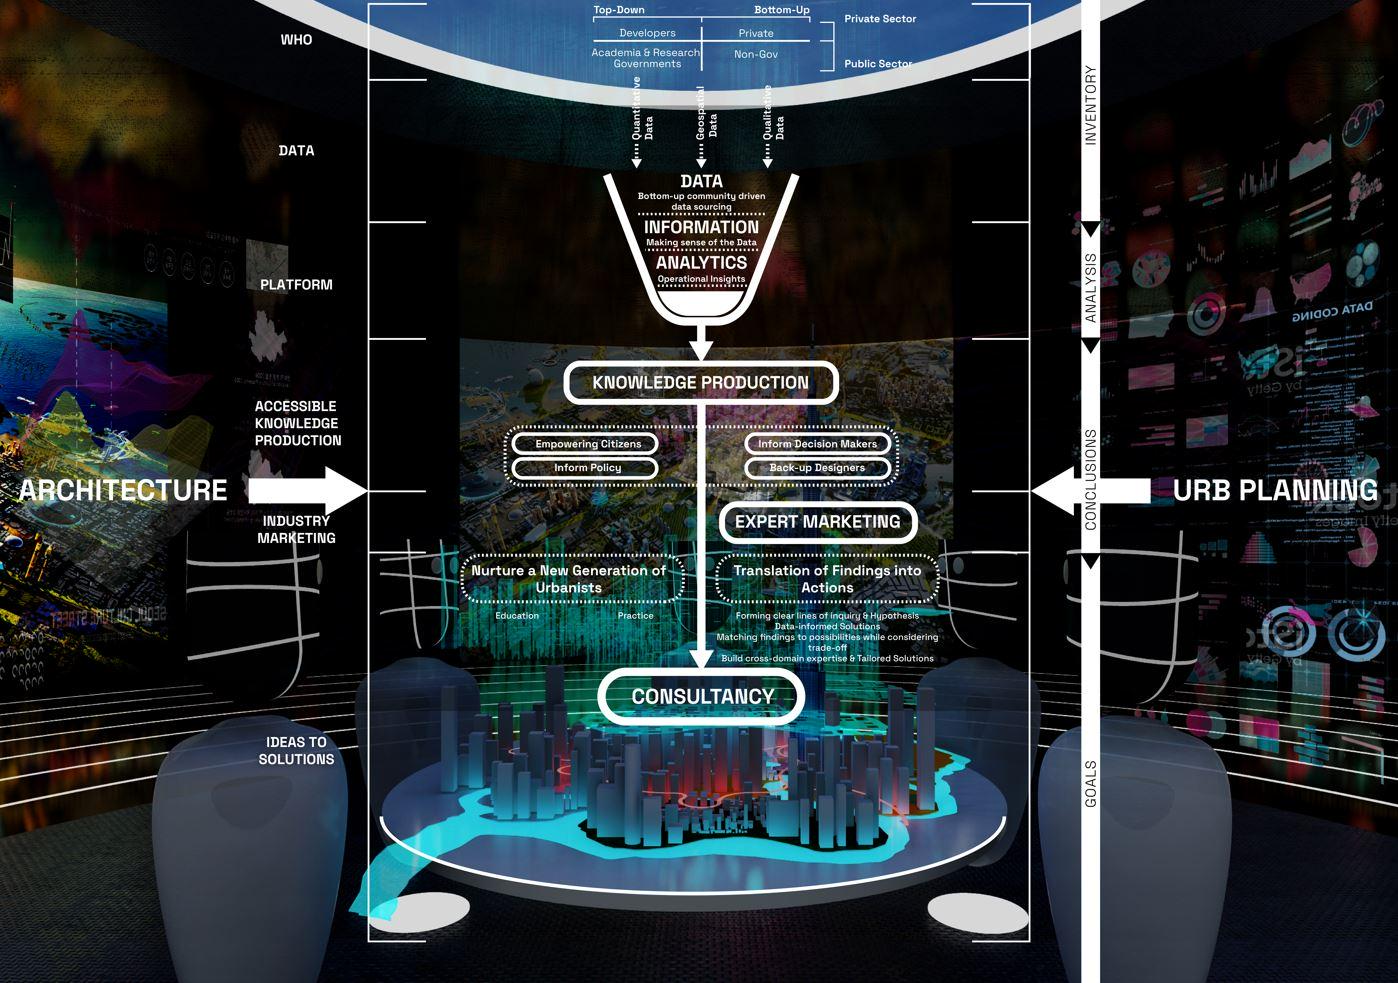 Top-Down
Bottom-Up
Developers
Private
Private Sector
Academia & Research
Governments
Non-Gov
Public Sector
WHO
DATA
PLATFORM
ACCESSIBLE
KNOWLEDGE
PRODUCTION
ARCHITECTURE
INDUSTRY
MARKETING
IDEAS TO
SOLUTIONS
Quantitative
Data
Geospatial
Data
Qualitative
Data
DATA
Bottom-up community driven
data sourcing
INFORMATION
Making sense of the Data
ANALYTICS
Operational Insights
KNOWLEDGE PRODUCTION
Empowering Citizens
Inform Decision Makers
Inform Policy
Back-up Designers
EXPERT MARKETING
Nurture a New Generation of
Urbanists
Education
Practice
Translation of Findings into
Actions
Forming clear lines of inquiry & Hypothesis
Data-informed Solutions
Matching findings to possibilities while considering
trade-off
Build cross-domain expertise & Tailored Solutions
CONSULTANCY
INVENTORY
ANALYSIS
CONCLUSIONS
GOALS
URB PLANNING
DATA CODING
by Getty
by Getty